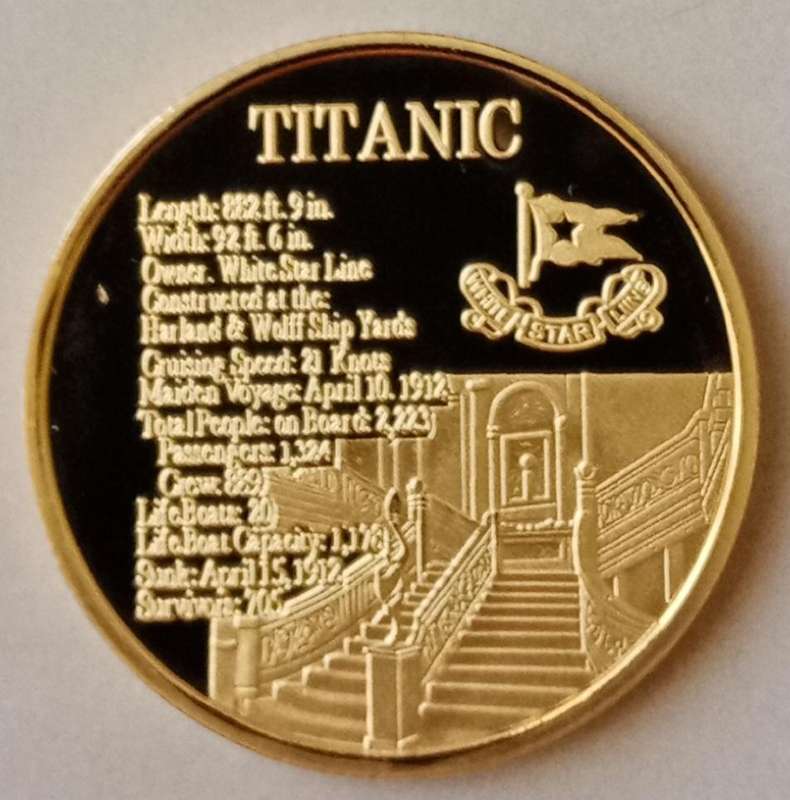 TITANIC
Length: 882 ft. 9 in.
Width: 92 ft. 6 in.
Owner. White Star Line
Constructed at the:
Harland & Wolff Ship Yards
Cruising Speed: 21 Knots
Maiden Voyage: April 10, 1912
Total People on Board: 2,223
Passengers: 1,324
Crew: 899
Life Boats: 20
Life Boat Capacity: 1,178
Sunk: April 15, 1912
Survivors: 705
WHITE STAR LINE